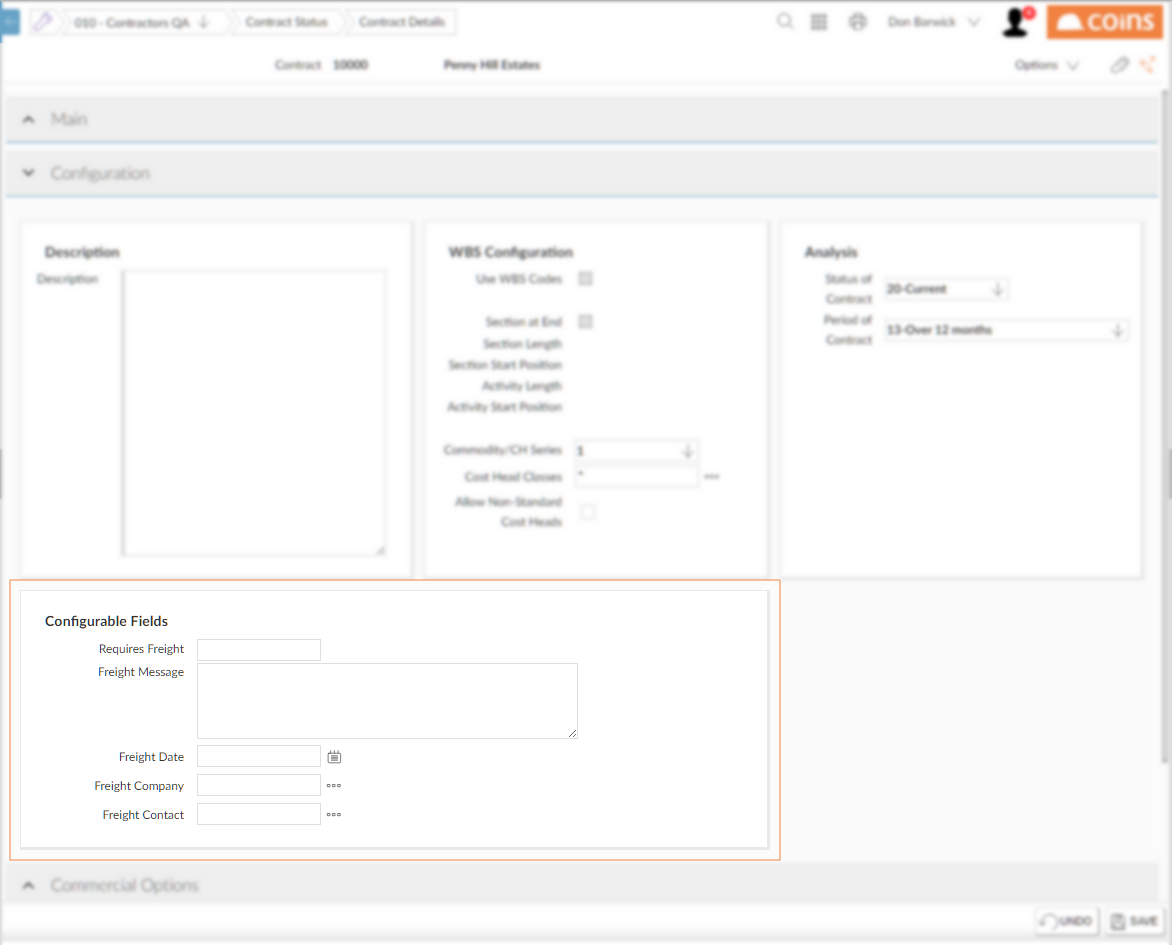 010 - Contractors QA
Contract Status
Contract Details
Don Barwick
coins
Contract 10000 Penny Hill Estates
Options
Main
Configuration
Description
Description
WBS Configuration
Use WBS Codes
Section at End
Section Length
Section Start Position
Activity Length
Activity Start Position
Commodity/CH Series 1
Cost Head Classes *
Allow Non-Standard
Cost Heads
Analysis
Status of
Contract
20-Current
Period of
Contract
13-Over 12 months
Configurable Fields
Requires Freight
Freight Message
Freight Date
Freight Company
Freight Contact
Commercial Options
UNDO
SAVE